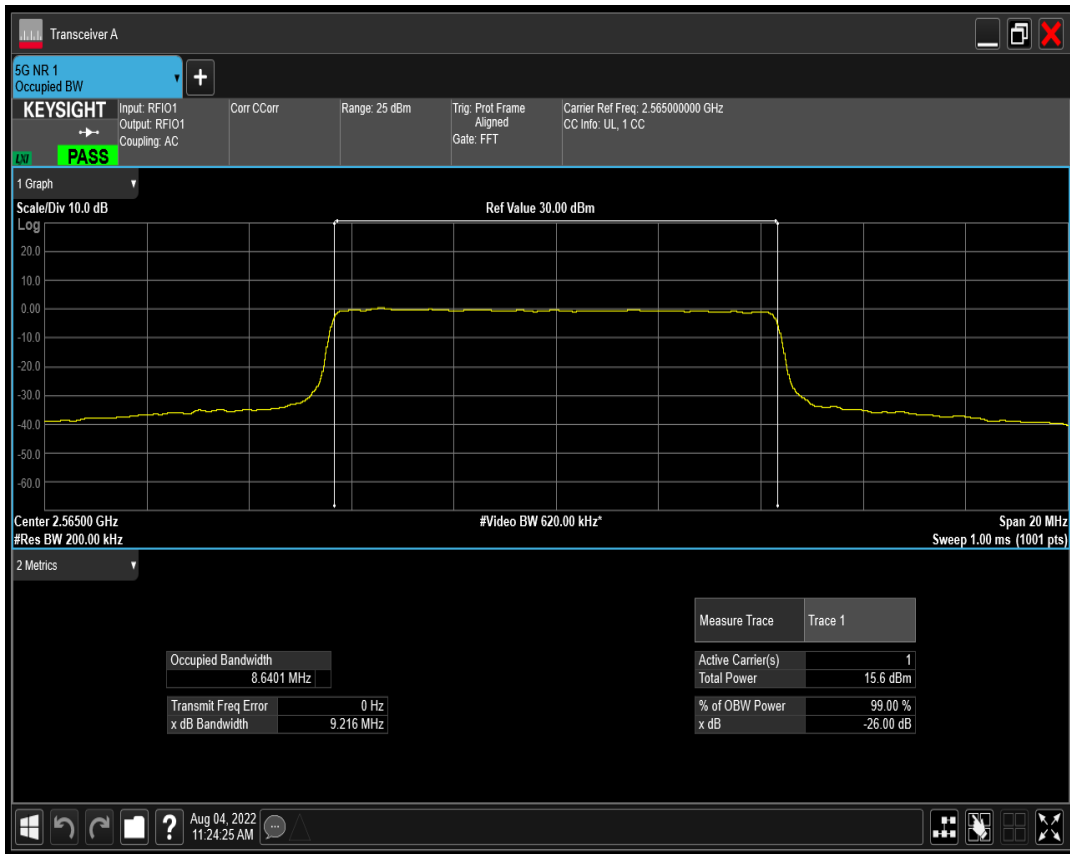 Transceiver A
5G NR 1
Occupied BW
+
KEYSIGHT
LXI
PASS
Input: RFIO1
Output: RFIO1
Coupling: AC
Corr CCorr
Range: 25 dBm
Trig: Prot Frame
Aligned
Gate: FFT
Carrier Ref Freq: 2.565000000 GHz
CC Info: UL, 1 CC
1 Graph
Scale/Div 10.0 dB
Ref Value 30.00 dBm
Log
20.0
10.0
0.00
-10.0
-20.0
-30.0
-40.0
-50.0
-60.0
Center 2.56500 GHz
#Video BW 620.00 kHz*
Span 20 MHz
#Res BW 200.00 kHz
Sweep 1.00 ms (1001 pts)
2 Metrics
Measure Trace Trace 1
Occupied Bandwidth
8.6401 MHz
Active Carrier(s) 1
Total Power 15.6 dBm
Transmit Freq Error 0 Hz
x dB Bandwidth 9.216 MHz
% of OBW Power 99.00 %
x dB -26.00 dB
?
Aug 04, 2022
11:24:25 AM